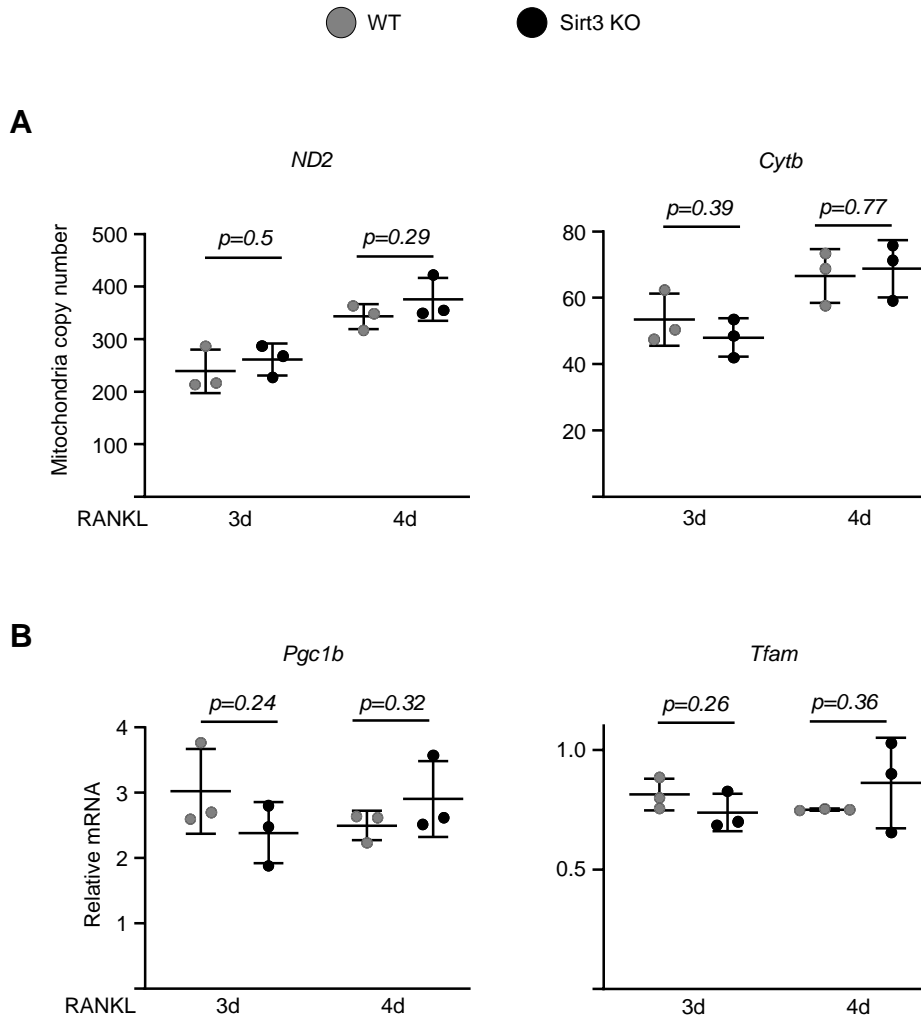 WT Sirt3 KO
A
ND2 Cytb
Mitochondria copy number
p=0.5 p=0.29
500
400
300
200
100
RANKL 3d 4d
p=0.39 p=0.77
80
60
40
20
3d 4d
B
Pgc1b Tfam
Relative mRNA
p=0.24 p=0.32
4
3
2
1
RANKL 3d 4d
p=0.26 p=0.36
1.0
0.5
3d 4d